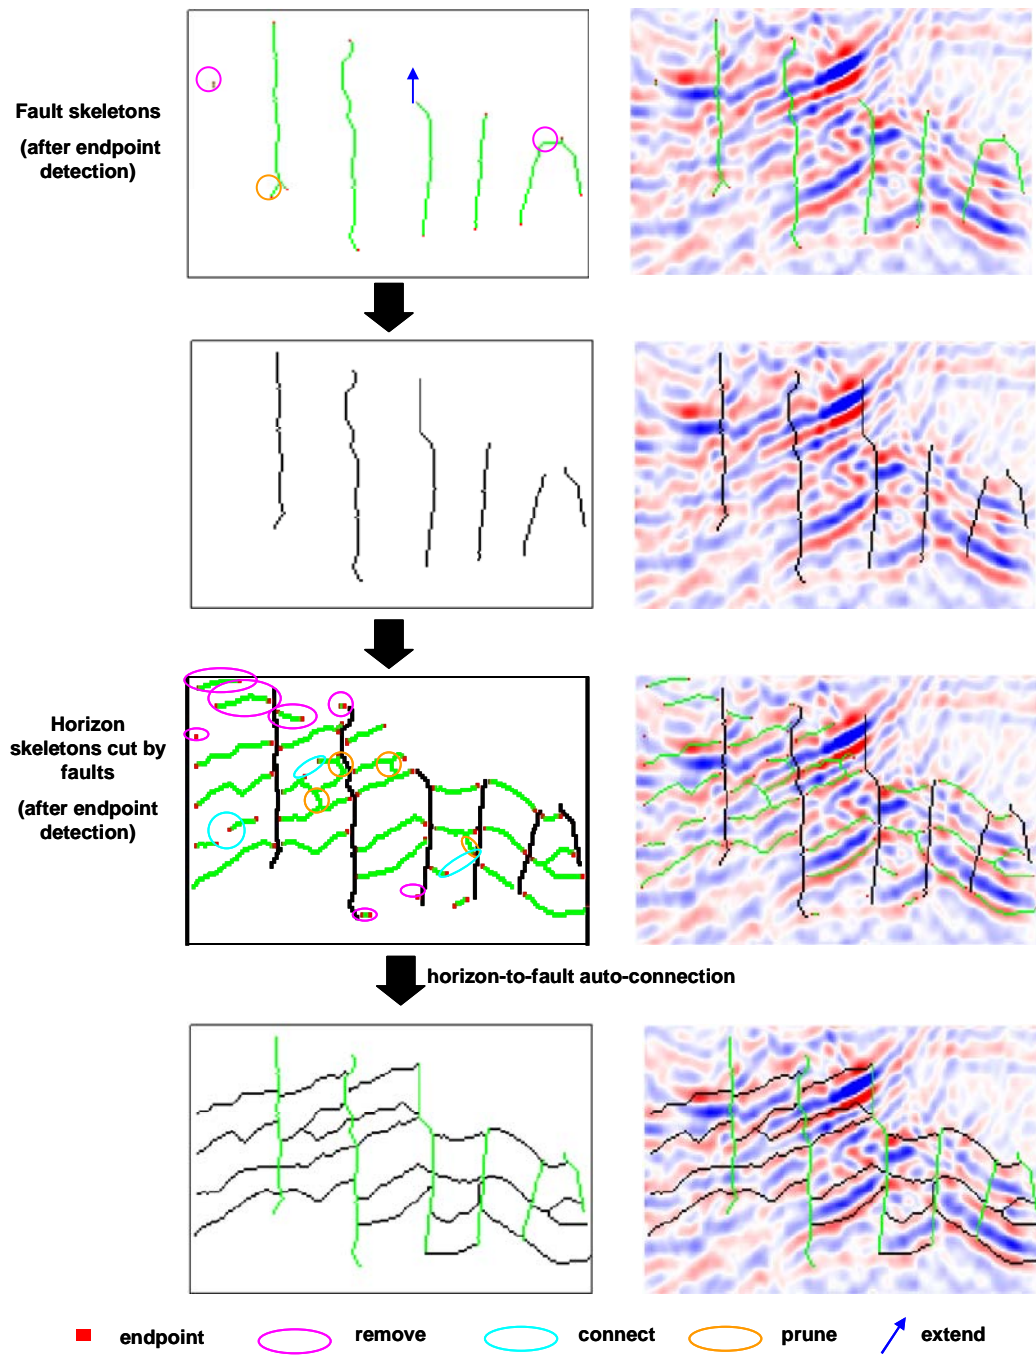 Fault skeletons
(after endpoint
detection)
Horizon
skeletons cut by
faults
(after endpoint
detection)
horizon-to-fault auto-connection
endpoint
remove
connect
prune
extend